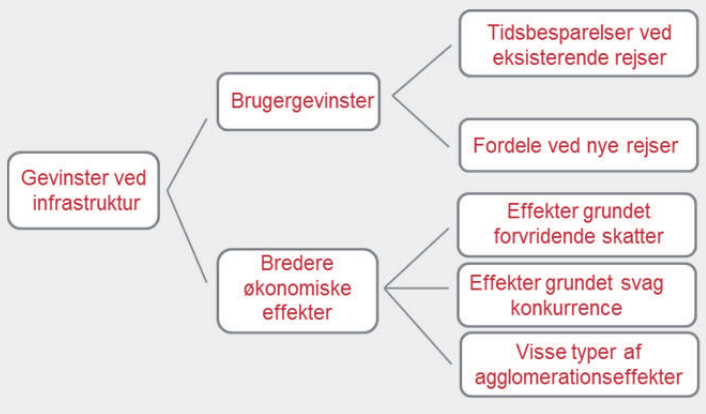 Gevinster ved
infrastruktur
Brugergevinster
Tidsbesparelser ved
eksisterende rejser
Fordele ved nye rejser
Bredere
økonomiske
effekter
Effekter grundet
forvridende skatter
Effekter grundet svag
konkurrence
Visse typer af
agglomerationseffekter